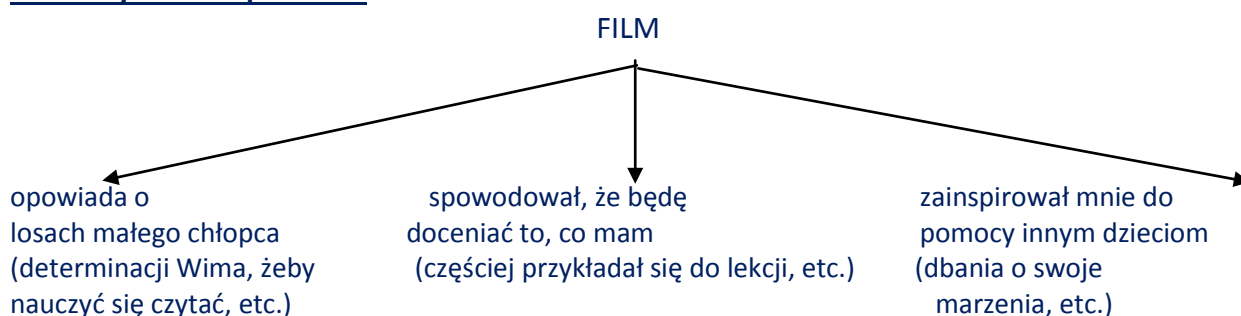 FILM
opowiada o
losach małego chłopca
(determinacji Wima, żeby
nauczyć się czytać, etc.)
spowodował, że będę
doceniać to, co mam
(częściej przykładał się do lekcji, etc.)
zainspirował mnie do
pomocy innym dzieciom
(dbania o swoje
marzenia, etc.)